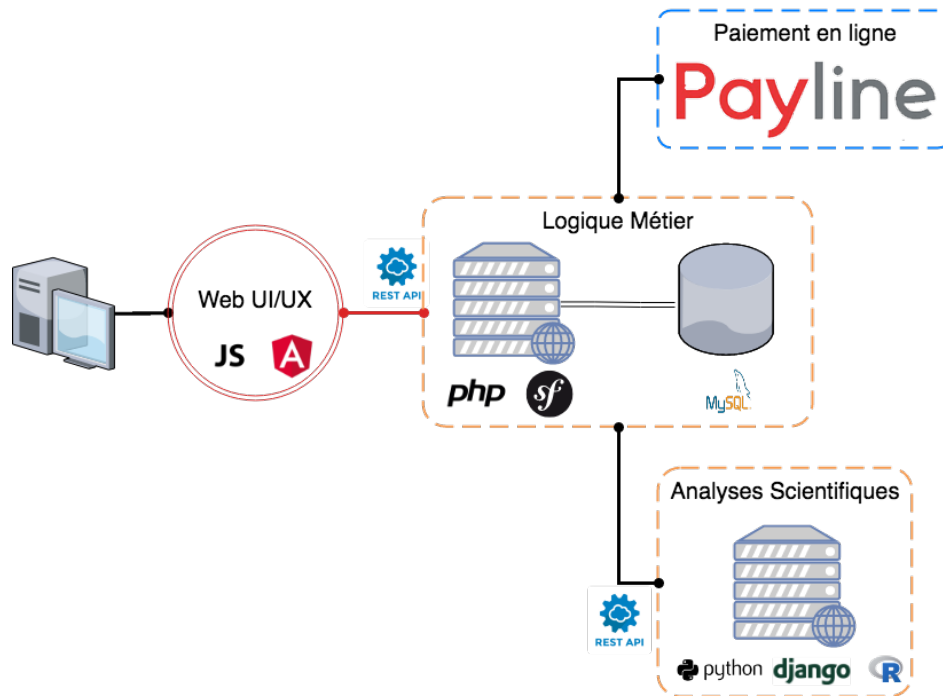 Paiement en ligne
Payline
Logique Métier
REST API
Web UI/UX
JS
A
php
sf
MySQL
Analyses Scientifiques
REST API
python
django
R